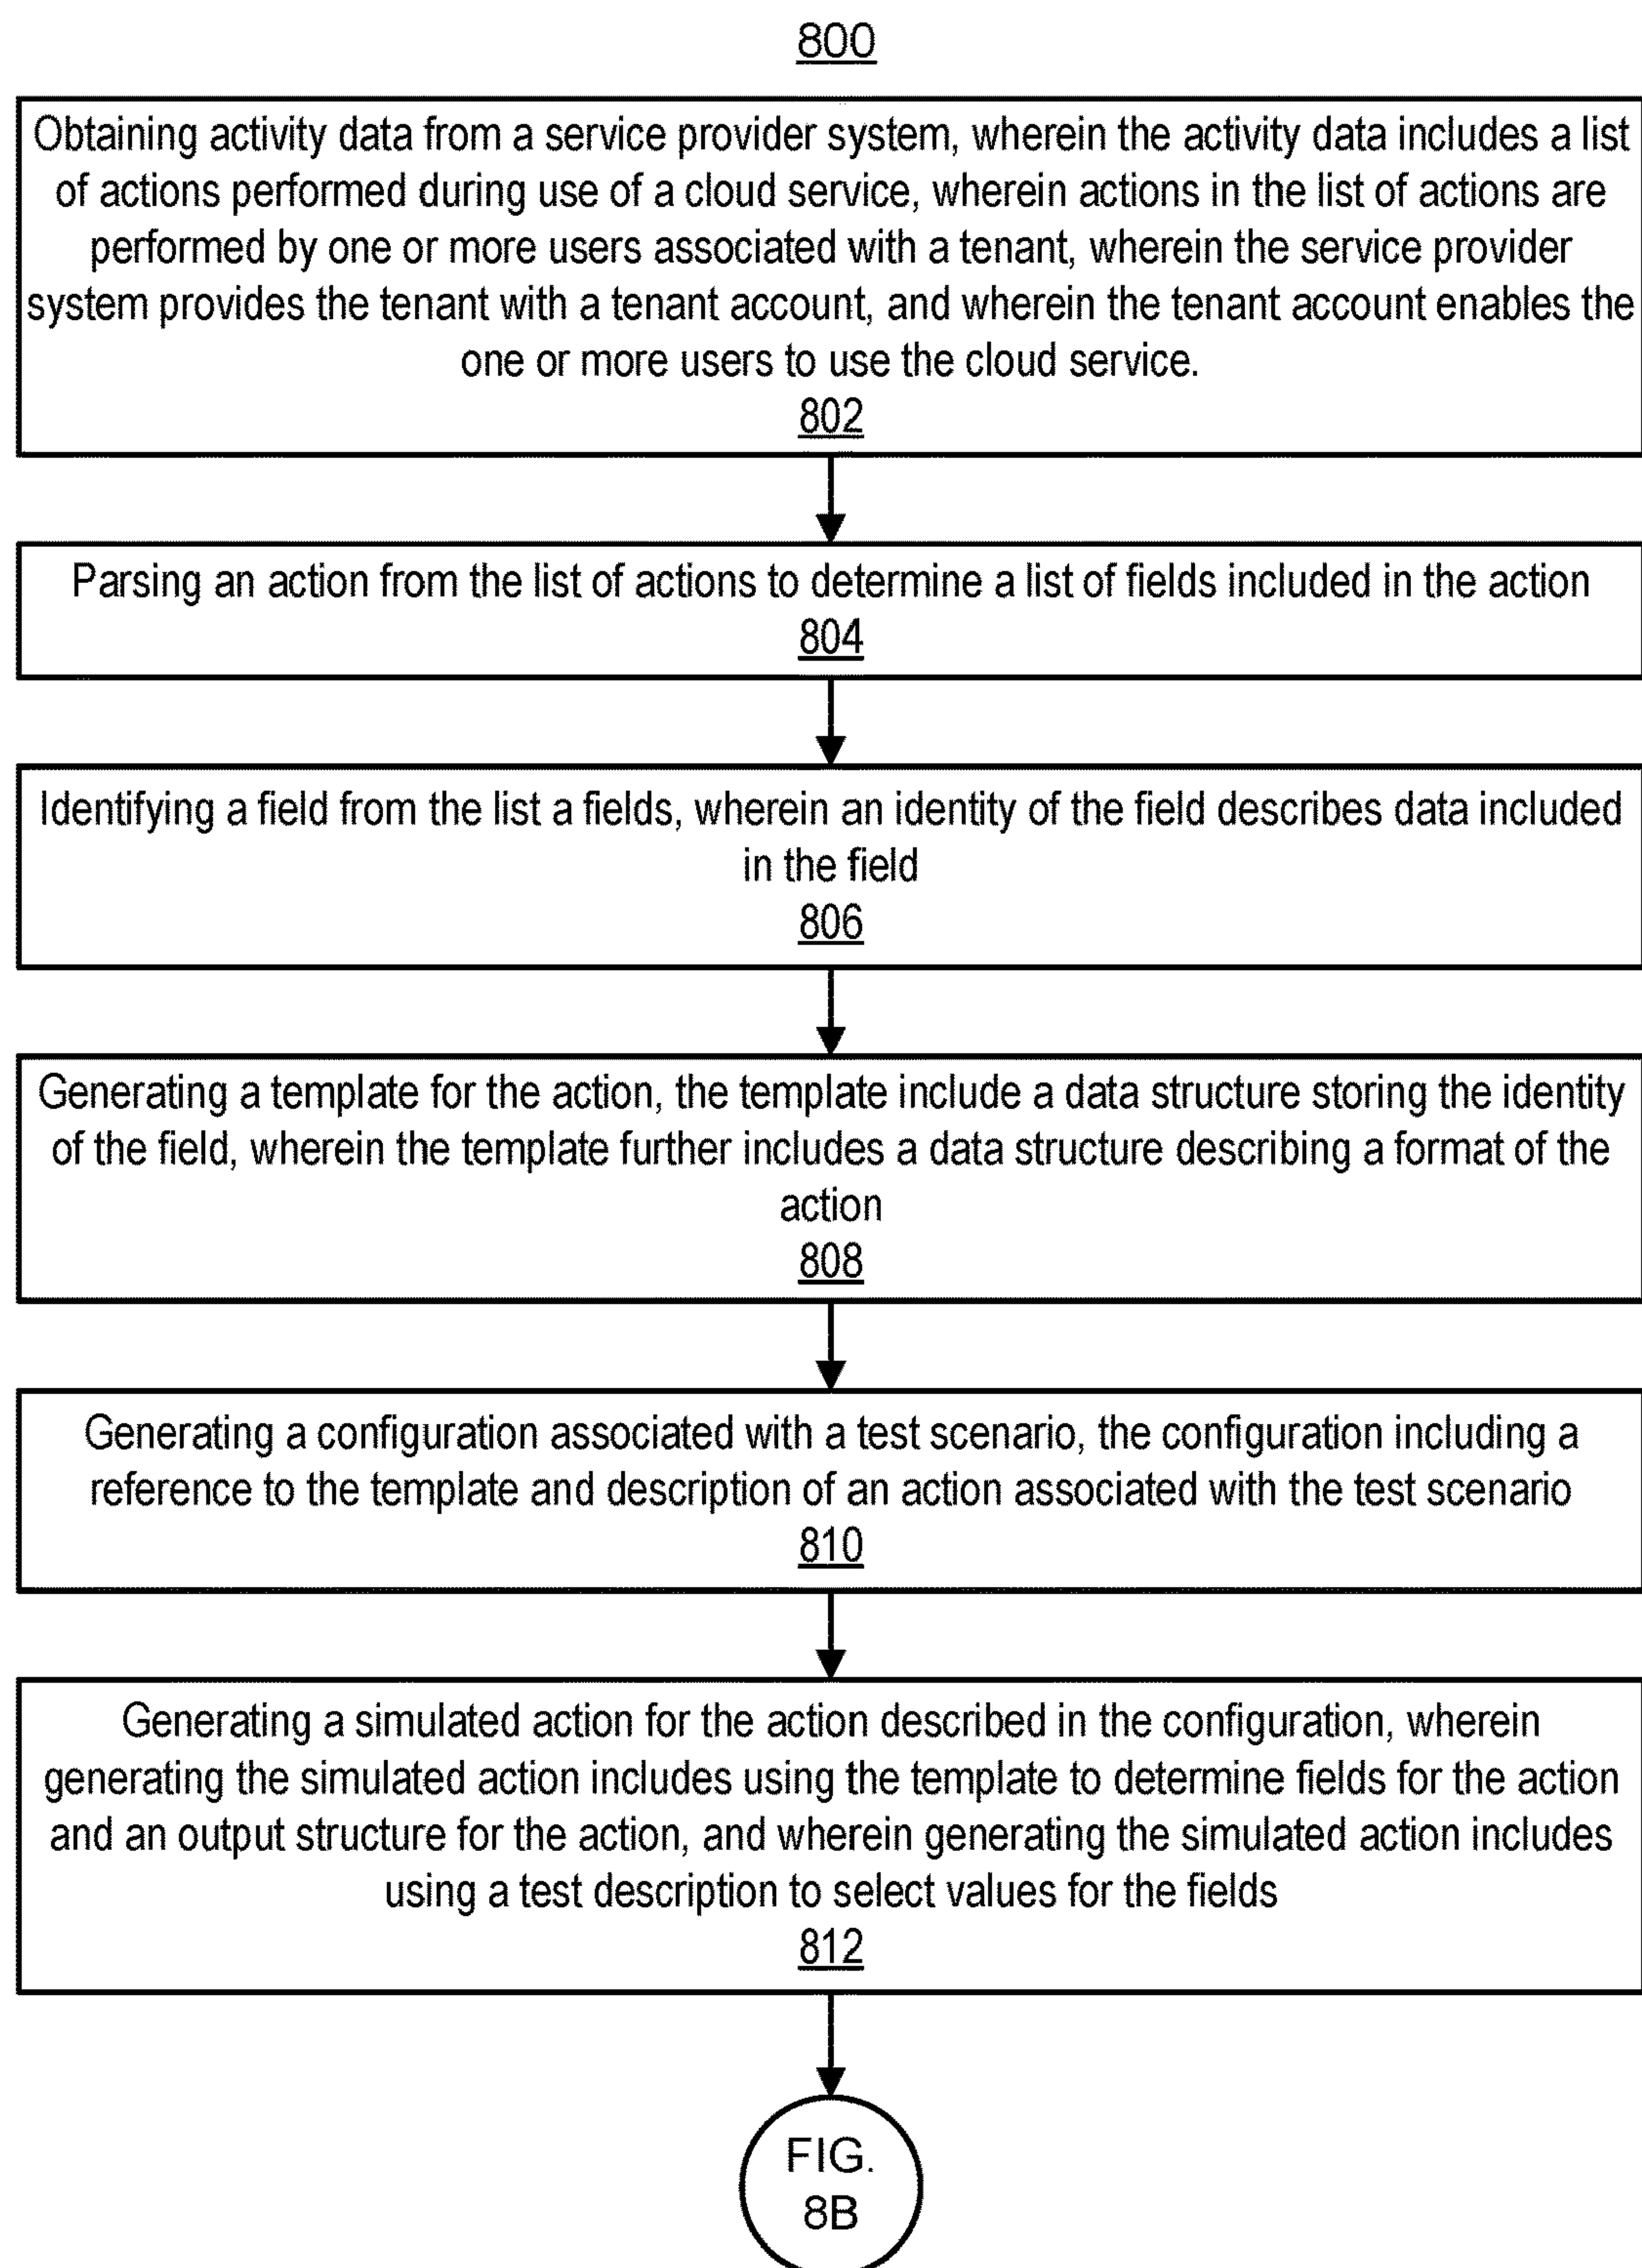 800
Obtaining activity data from a service provider system, wherein the activity data includes a list
of actions performed during use of a cloud service, wherein actions in the list of actions are
performed by one or more users associated with a tenant, wherein the service provider
system provides the tenant with a tenant account, and wherein the tenant account enables the
one or more users to use the cloud service.
802
Parsing an action from the list of actions to determine a list of fields included in the action
804
Identifying a field from the list a fields, wherein an identity of the field describes data included
in the field
806
Generating a template for the action, the template include a data structure storing the identity
of the field, wherein the template further includes a data structure describing a format of the
action
808
Generating a configuration associated with a test scenario, the configuration including a
reference to the template and description of an action associated with the test scenario
810
Generating a simulated action for the action described in the configuration, wherein
generating the simulated action includes using the template to determine fields for the action
and an output structure for the action, and wherein generating the simulated action includes
using a test description to select values for the fields
812
FIG.
8B